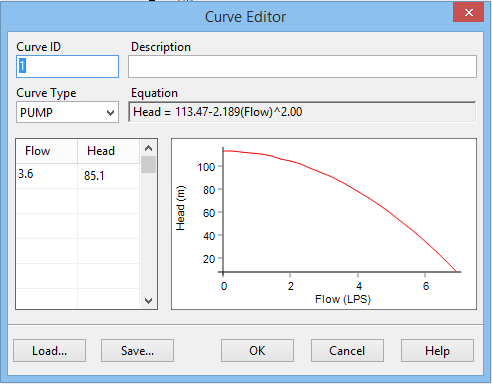 Curve Editor
Curve ID
Description
1
Curve Type
Equation
PUMP
Head = 113.47-2.189(Flow)^2.00
Flow Head
3.6 85.1
100
80
60
40
20
Head (m)
0 2 4 6
Flow (LPS)
Load... Save... OK Cancel Help